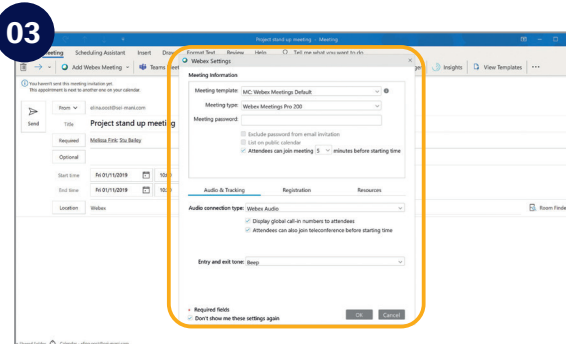 03
Project stand up meeting - Meeting
Scheduling Assistant Insert Draw Format Text Review Help Tell me what you want to do
Add Webex Meeting Insights View Templates
You haven't sent this meeting invitation yet.
This appointment is next to another one on your calendar.
Send
From
Title Project stand up meeting
Required
Optional
Start time Fri 01/11/2019
End time Fri 01/11/2019
Location Webex
Room Finder
Webex Settings
Meeting Information
Meeting template: MC: Webex Meetings Default
Meeting type: Webex Meetings Pro 200
Meeting password:
Exclude password from email invitation
List on public calendar
Attendees can join meeting 5 minutes before starting time
Audio & Tracking Registration Resources
Audio connection type: Webex Audio
Display global call-in numbers to attendees
Attendees can also join teleconference before starting time
Entry and exit tone: Beep
Required fields
Don't show me these settings again
OK Cancel